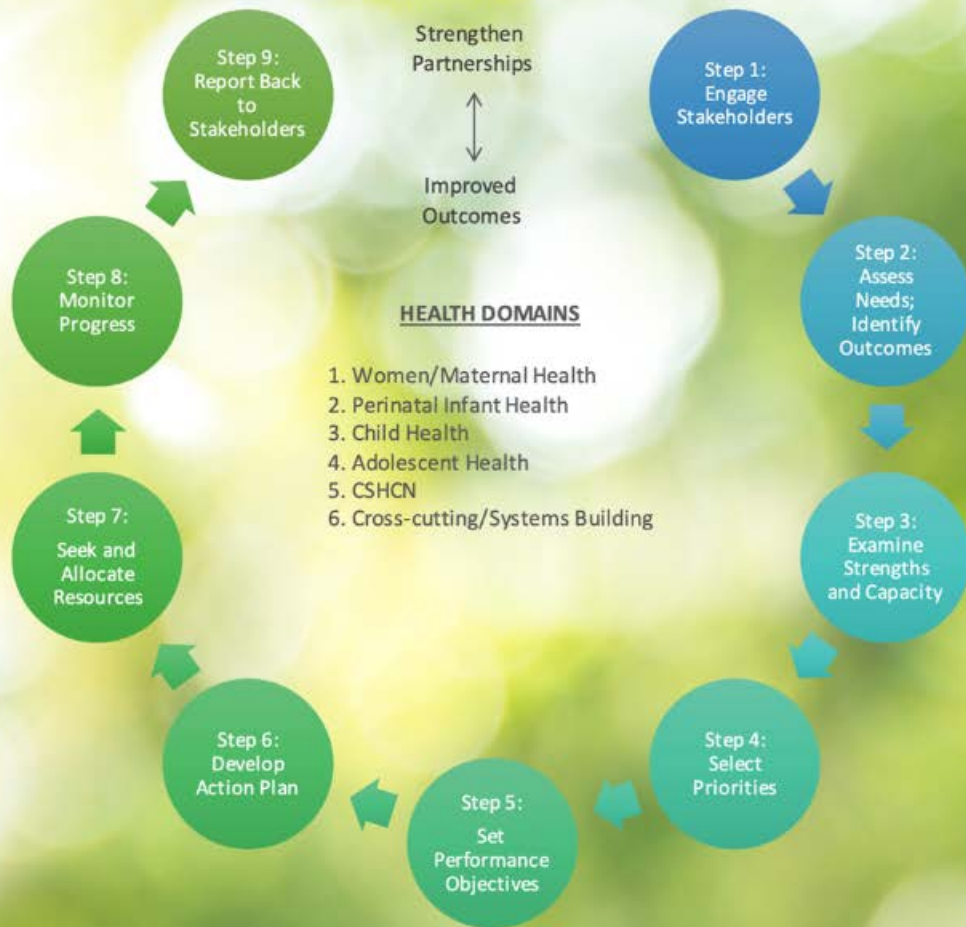 Strengthen
Partnerships
Improved
Outcomes
Step 1:
Engage
Stakeholders
Step 2:
Assess
Needs;
Identify
Outcomes
Step 3:
Examine
Strengths
and Capacity
Step 4:
Select
Priorities
Step 5:
Set
Performance
Objectives
Step 6:
Develop
Action Plan
Step 7:
Seek and
Allocate
Resources
Step 8:
Monitor
Progress
Step 9:
Report Back
to
Stakeholders
HEALTH DOMAINS
1. Women/Maternal Health
2. Perinatal Infant Health
3. Child Health
4. Adolescent Health
5. CSHCN
6. Cross-cutting/Systems Building